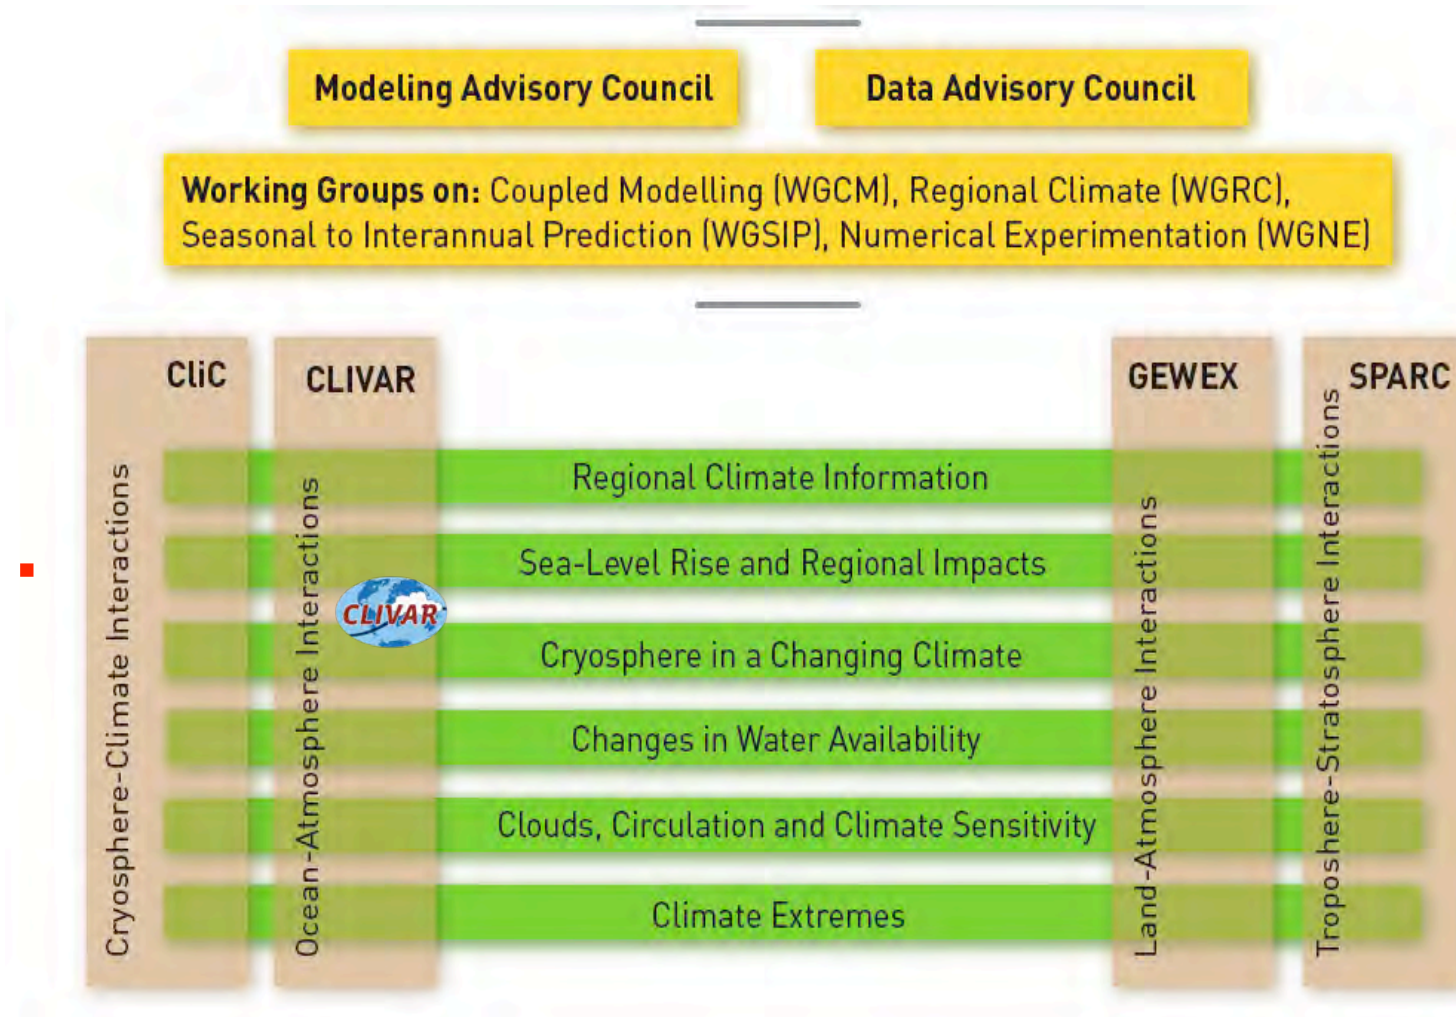 Modeling Advisory Council
Data Advisory Council
Working Groups on: Coupled Modelling (WGCM), Regional Climate (WGRC),
Seasonal to Interannual Prediction (WGSIP), Numerical Experimentation (WGNE)
CliC
CLIVAR
GEWEX
SPARC
Cryosphere-Climate Interactions
Ocean-Atmosphere Interactions
CLIVAR
Regional Climate Information
Sea-Level Rise and Regional Impacts
Cryosphere in a Changing Climate
Changes in Water Availability
Clouds, Circulation and Climate Sensitivity
Climate Extremes
Land-Atmosphere Interactions
Troposhere-Stratosphere Interactions